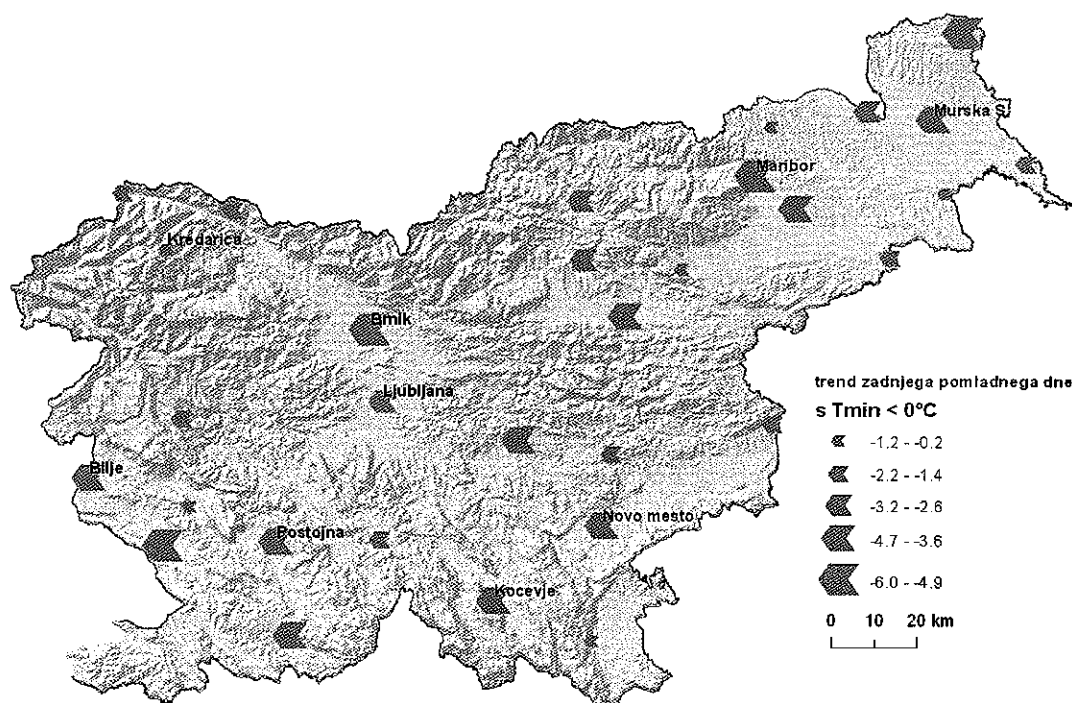 Murska S.
Maribor
Kredarica
Brnik
Ljubljana
Bilje
Postojna
Novo mesto
Kocevje
trend zadnjega pomladnega dne
s Tmin < 0°C
-1.2 - -0.2
-2.2 - -1.4
-3.2 - -2.6
-4.7 - -3.6
-6.0 - -4.9
0 10 20 km